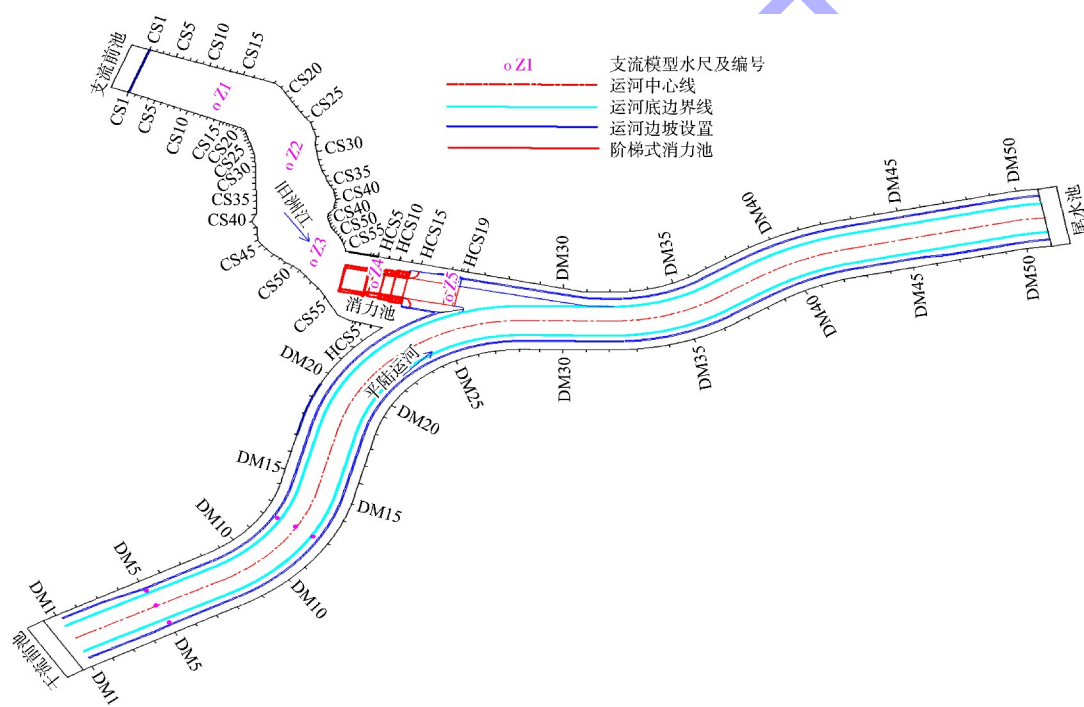 支流前池
CS1
CS5
CS10
CS15
CS20
CS25
CS30
CS35
CS40
CS40
CS50
CS55
HCS5
HCS10
HCS15
HCS19
CS1
CS5
CS10
CS15
CS20
CS25
CS30
CS35
CS40
CS45
CS50
CS55
HCS5
o Z1
o Z2
o Z3
o Z4
o Z5
旧洲江
消力池
o Z1 支流模型水尺及编号
运河中心线
运河底边界线
运河边坡设置
阶梯式消力池
DM1
DM5
DM10
DM15
DM20
DM30
DM35
DM40
DM45
DM50
尾水池
平陆运河
干流前池
DM1
DM5
DM10
DM15
DM20
DM25
DM30
DM35
DM40
DM45
DM50